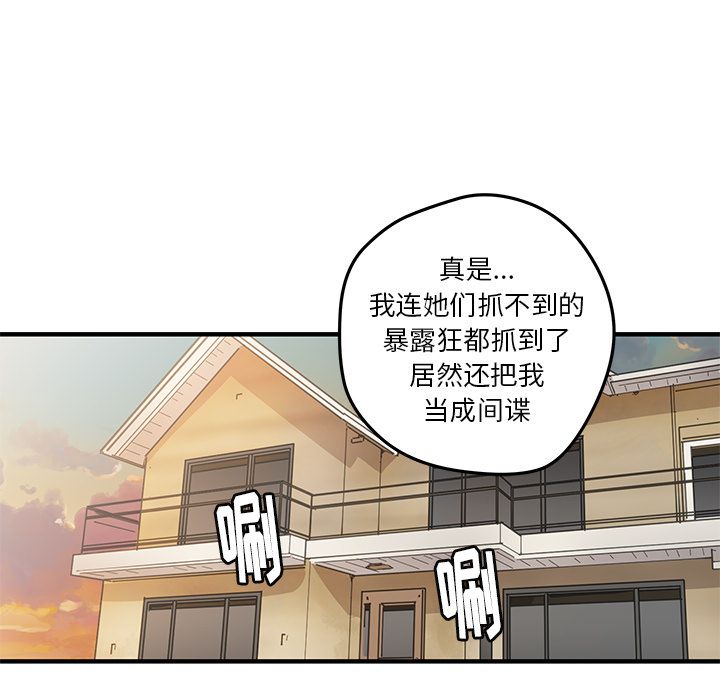 真是...
我连她们抓不到的
暴露狂都抓到了
居然还把我
当成间谍
唰
唰